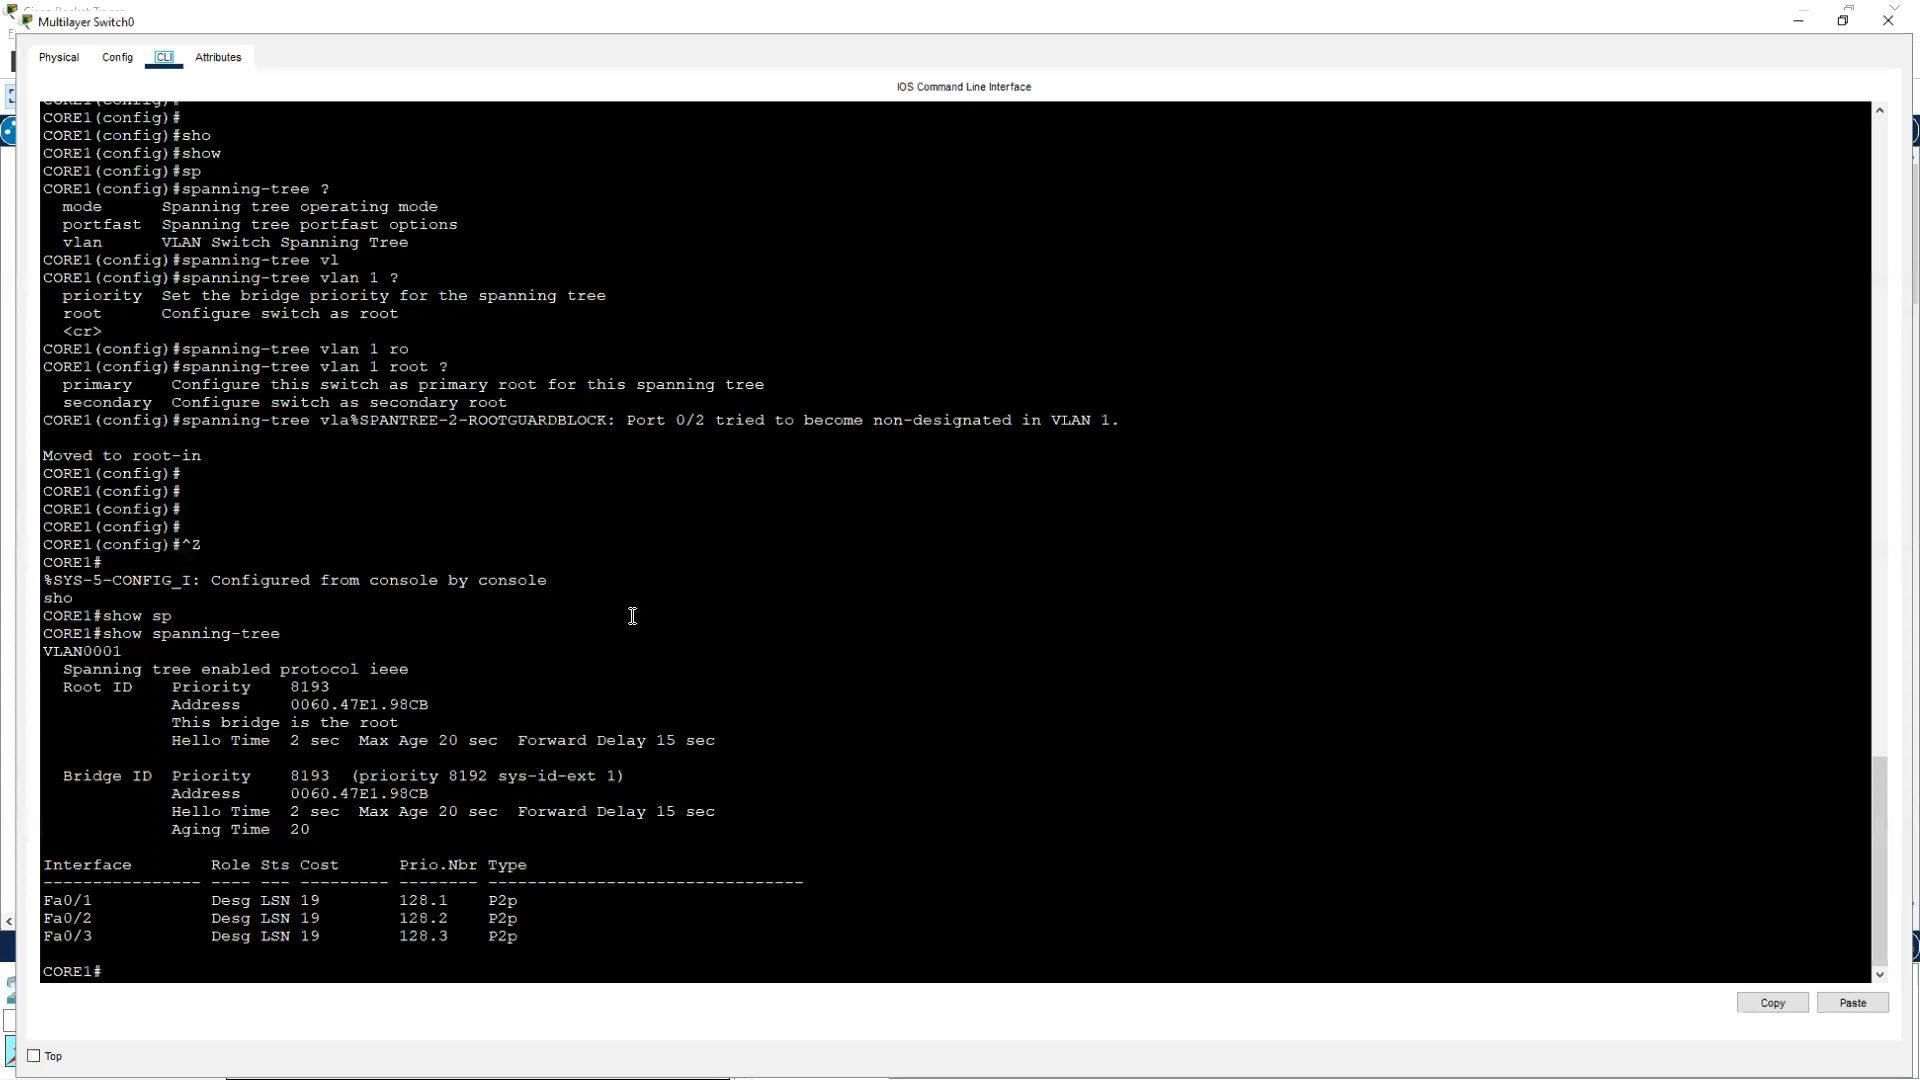 Multilayer Switch0
Physical Config CLI Attributes
IOS Command Line Interface
CORE1(config)#
CORE1(config)#
CORE1(config)#sho
CORE1(config)#show
CORE1(config)#sp
CORE1(config)#spanning-tree ?
mode Spanning tree operating mode
portfast Spanning tree portfast options
vlan VLAN Switch Spanning Tree
CORE1(config)#spanning-tree vl
CORE1(config)#spanning-tree vlan 1 ?
priority Set the bridge priority for the spanning tree
root Configure switch as root
<cr>
CORE1(config)#spanning-tree vlan 1 ro
CORE1(config)#spanning-tree vlan 1 root ?
primary Configure this switch as primary root for this spanning tree
secondary Configure switch as secondary root
CORE1(config)#spanning-tree vla%SPANTREE-2-ROOTGUARDBLOCK: Port 0/2 tried to become non-designated in VLAN 1.
Moved to root-in
CORE1(config)#
CORE1(config)#
CORE1(config)#
CORE1(config)#
CORE1(config)#^Z
CORE1#
%SYS-5-CONFIG_I: Configured from console by console
sho
CORE1#show sp
CORE1#show spanning-tree
VLAN0001
Spanning tree enabled protocol ieee
Root ID Priority 8193
Address 0060.47E1.98CB
This bridge is the root
Hello Time 2 sec Max Age 20 sec Forward Delay 15 sec
Bridge ID Priority 8193 (priority 8192 sys-id-ext 1)
Address 0060.47E1.98CB
Hello Time 2 sec Max Age 20 sec Forward Delay 15 sec
Aging Time 20
Interface Role Sts Cost Prio.Nbr Type
---------------- ---- --- --------- -------- --------------------------------
Fa0/1 Desg LSN 19 128.1 P2p
Fa0/2 Desg LSN 19 128.2 P2p
Fa0/3 Desg LSN 19 128.3 P2p
CORE1#
Copy Paste
Top